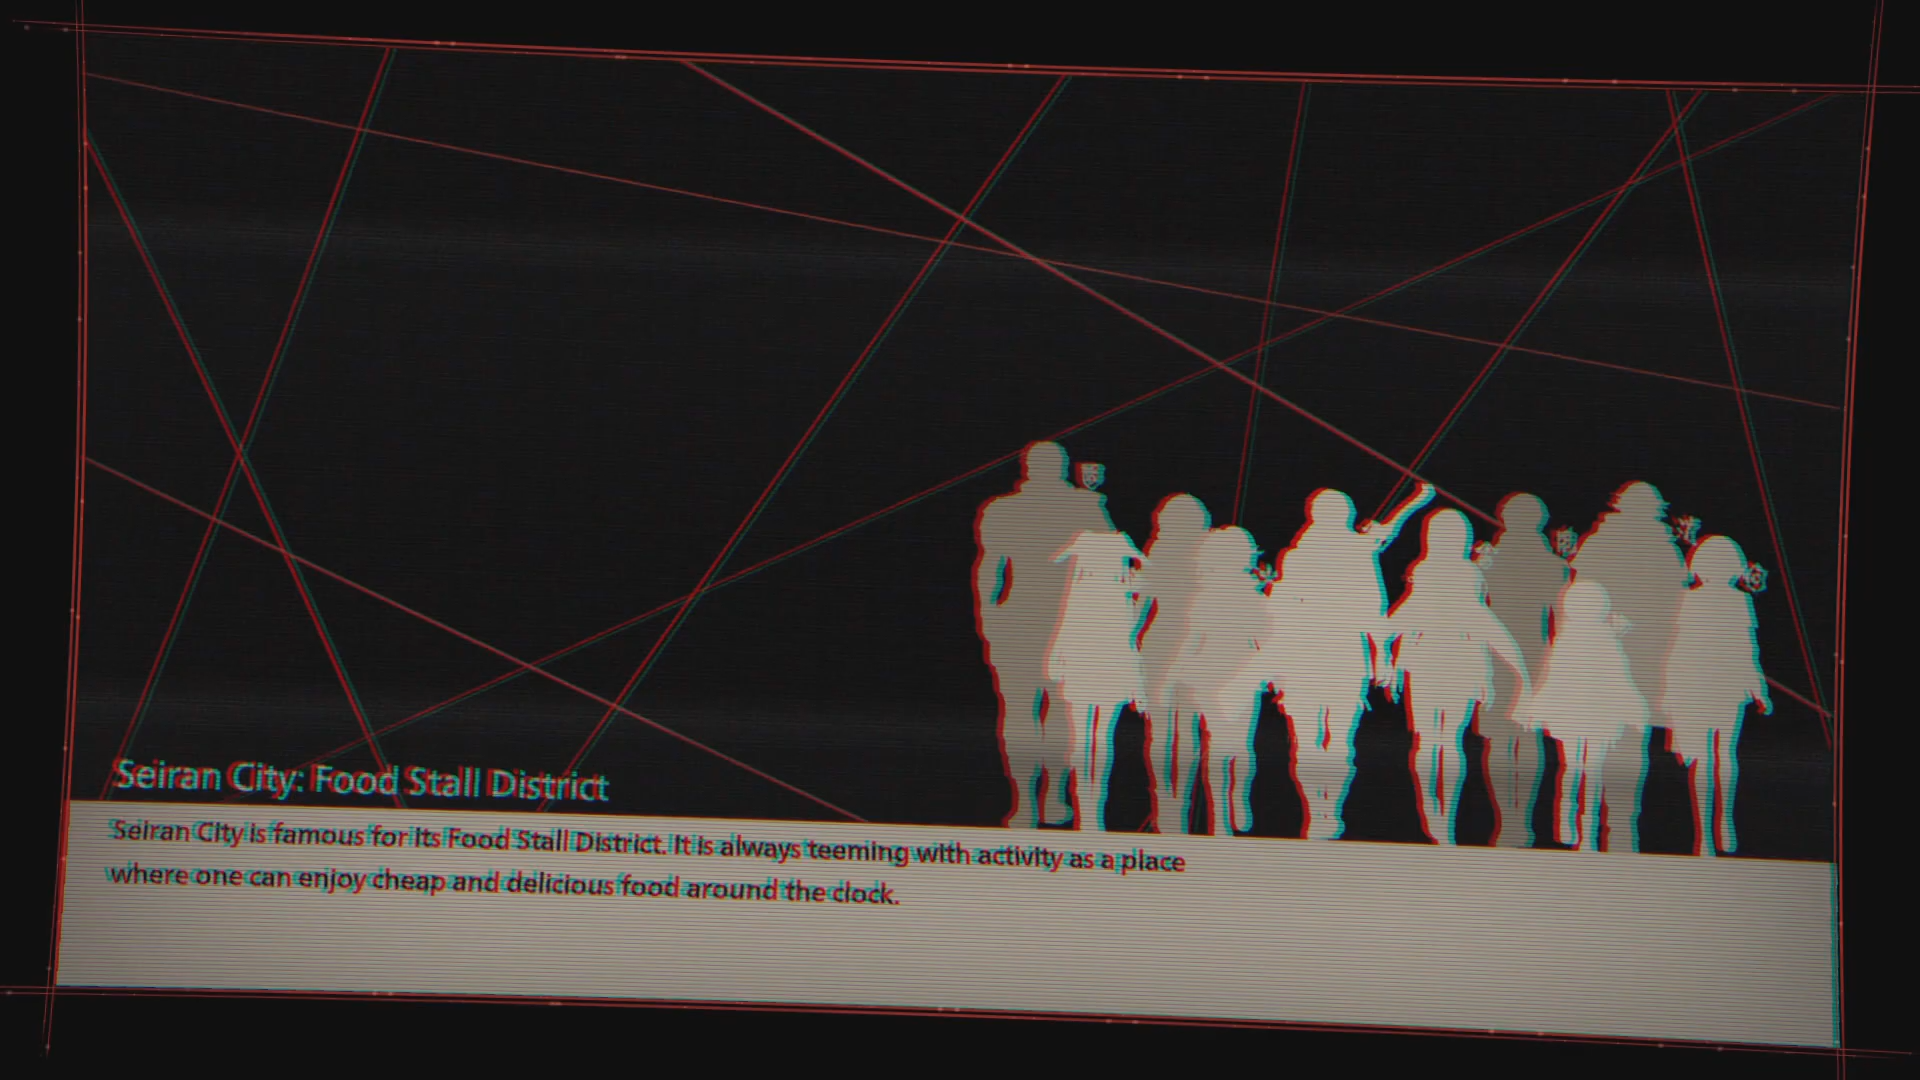 Seiran City: Food Stall District
Seiran City is famous for its Food Stall District. It is always teeming with activity as a place
where one can enjoy cheap and delicious food around the clock.